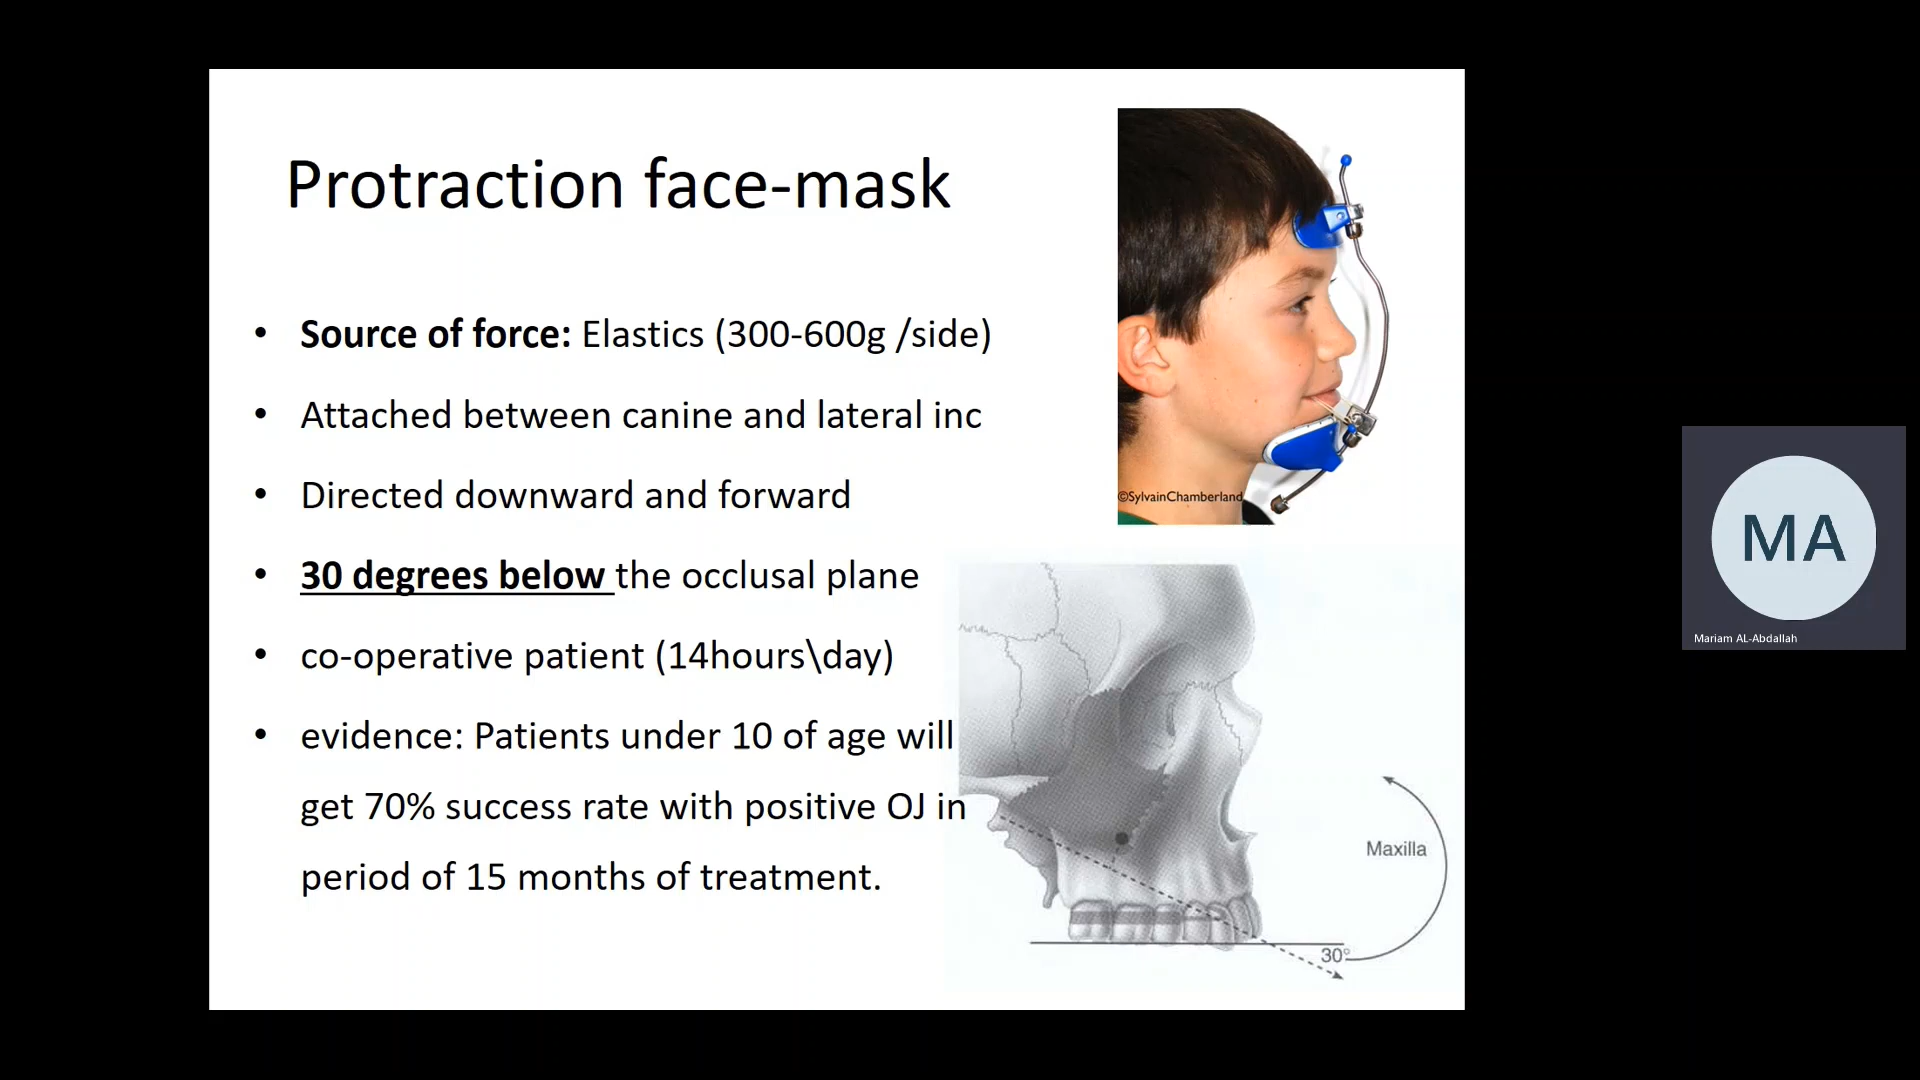 Protraction face-mask
• Source of force: Elastics (300-600g /side)
• Attached between canine and lateral inc
• Directed downward and forward
• 30 degrees below the occlusal plane
• co-operative patient (14hours\day)
• evidence: Patients under 10 of age will
get 70% success rate with positive OJ in
period of 15 months of treatment.
©SylvainChamberland
Maxilla
30°
MA
Mariam AL-Abdallah